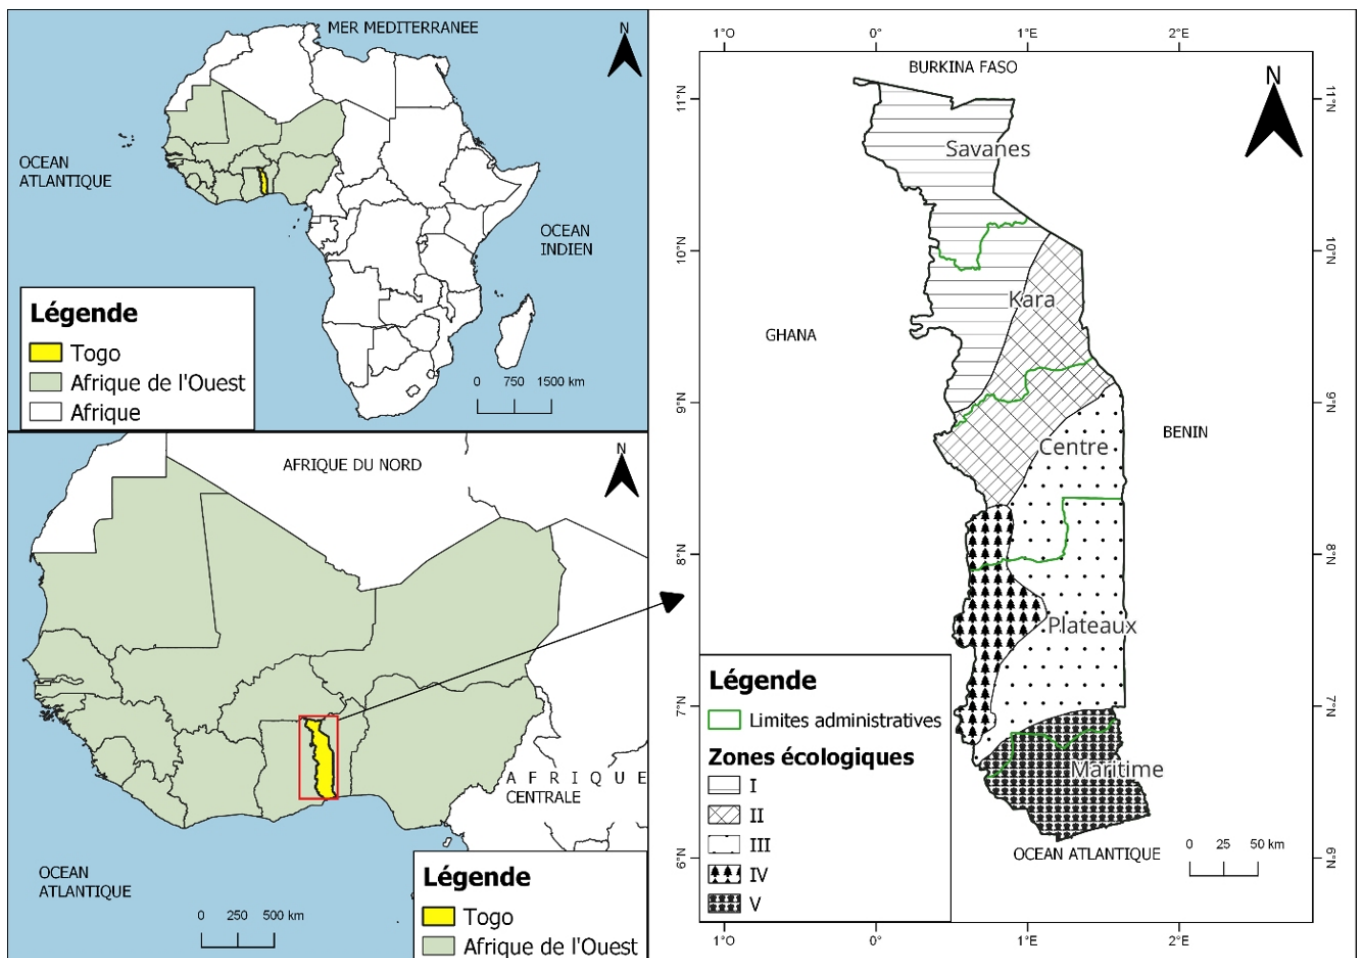 MER MEDITERRANEE
N
OCEAN
ATLANTIQUE
OCEAN
INDIEN
Légende
Togo
Afrique de l'Ouest
Afrique
0 750 1500 km
AFRIQUE DU NORD
N
AFRIQUE
CENTRALE
OCEAN
ATLANTIQUE
0 250 500 km
Légende
Togo
Afrique de l'Ouest
1°O 0° 1°E 2°E
BURKINA FASO
N
11°N 11°N
Savanes
10°N 10°N
Kara
GHANA
9°N 9°N
BENIN
Centre
8°N 8°N
Plateaux
7°N 7°N
Maritime
OCEAN ATLANTIQUE
0 25 50 km
6°N 6°N
Légende
Limites administratives
Zones écologiques
I
II
III
IV
V
1°O 0° 1°E 2°E